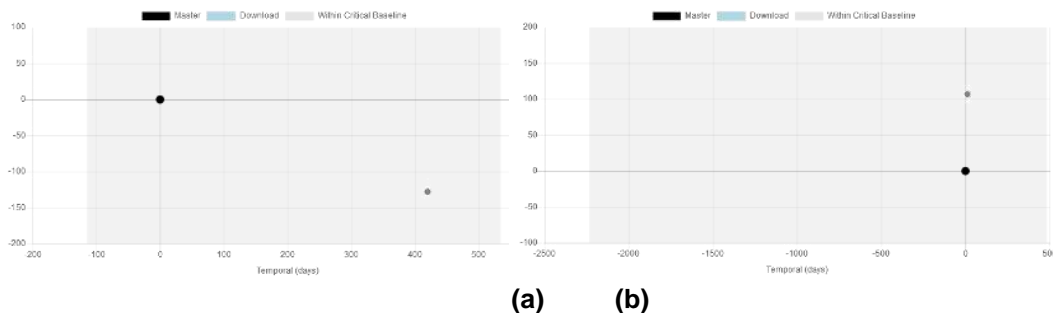 Master Download Within Critical Baseline
100
50
0
-50
-100
-150
-200
-200 -100 0 100 200 300 400 500
Temporal (days)
Master Download Within Critical Baseline
200
150
100
50
0
-50
-100
-2500 -2000 -1500 -1000 -500 0 500
Temporal (days)
(a) (b)